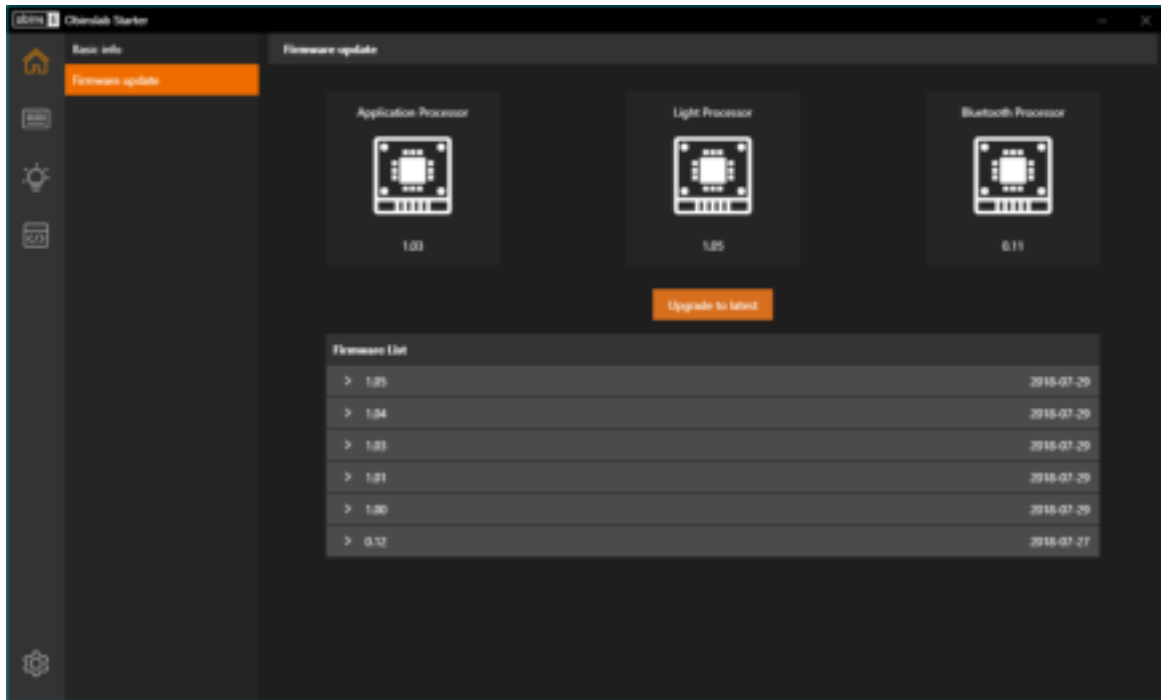 Obinslab Starter
Basic info
Firmware update
Firmware update
Application Processor
Light Processor
Bluetooth Processor
1.03
1.05
0.11
Upgrade to latest
Firmware List
1.05 2018-07-29
1.04 2018-07-29
1.03 2018-07-29
1.01 2018-07-29
1.00 2018-07-29
0.12 2018-07-27